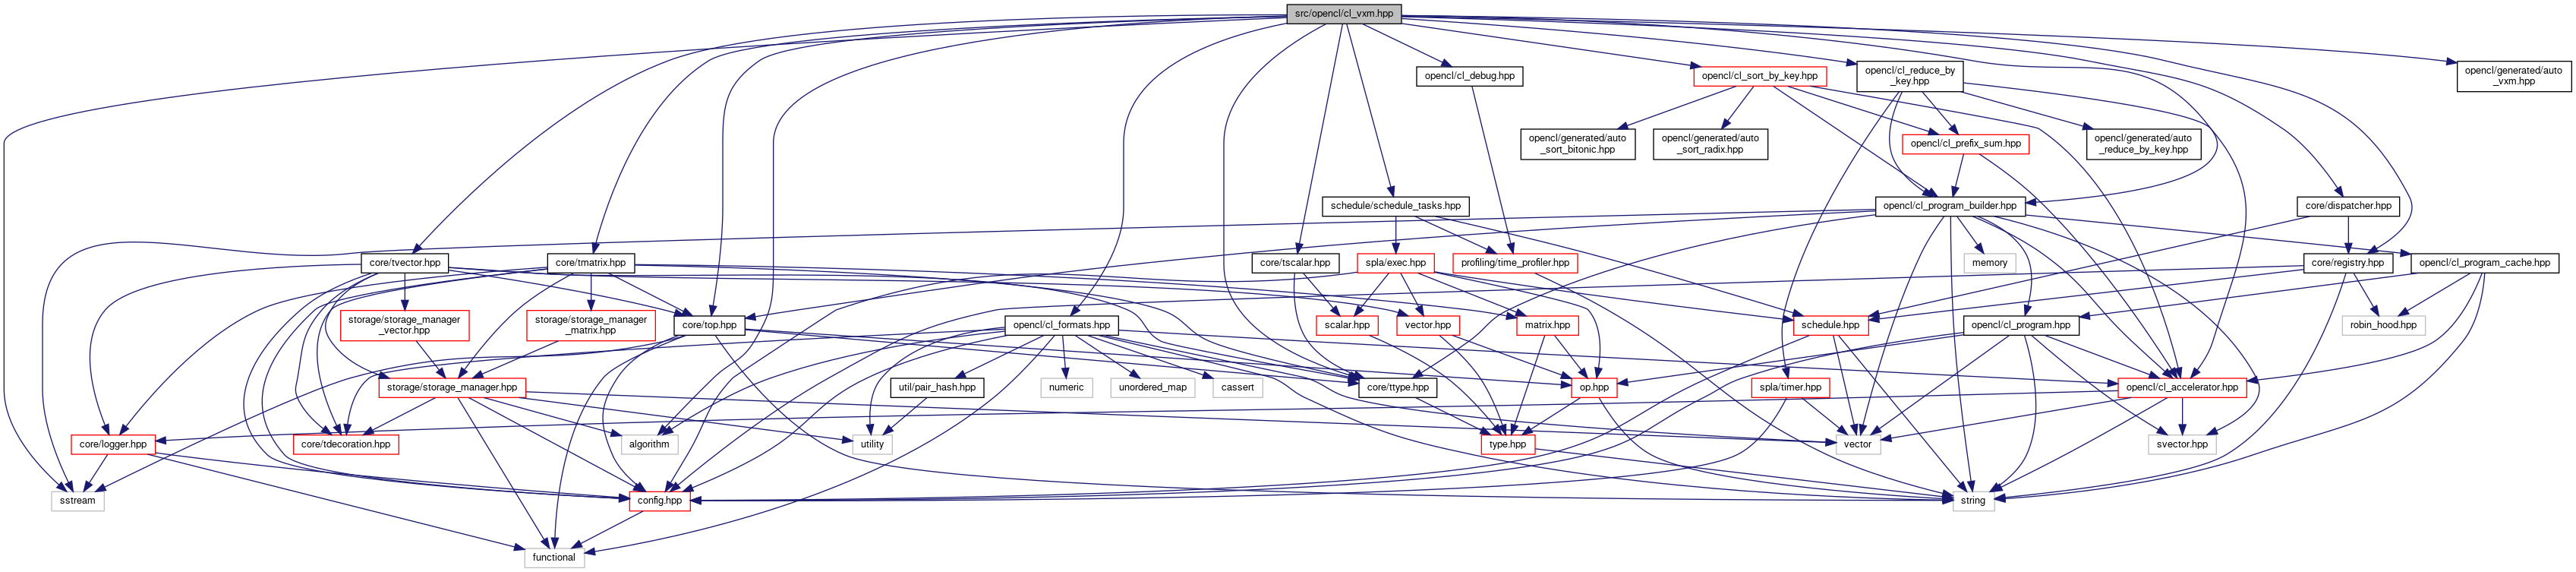 src/opencl/cl_vxm.hpp
opencl/cl_debug.hpp
opencl/cl_sort_by_key.hpp
opencl/cl_reduce_by
_key.hpp
opencl/generated/auto
_vxm.hpp
opencl/generated/auto
_sort_bitonic.hpp
opencl/generated/auto
_sort_radix.hpp
opencl/cl_prefix_sum.hpp
opencl/generated/auto
_reduce_by_key.hpp
schedule/schedule_tasks.hpp
opencl/cl_program_builder.hpp
core/dispatcher.hpp
core/tvector.hpp
core/tmatrix.hpp
core/tscalar.hpp
spla/exec.hpp
profiling/time_profiler.hpp
memory
core/registry.hpp
opencl/cl_program_cache.hpp
storage/storage_manager
_vector.hpp
storage/storage_manager
_matrix.hpp
core/top.hpp
opencl/cl_formats.hpp
scalar.hpp
vector.hpp
matrix.hpp
schedule.hpp
opencl/cl_program.hpp
robin_hood.hpp
storage/storage_manager.hpp
util/pair_hash.hpp
numeric
unordered_map
cassert
core/ttype.hpp
op.hpp
spla/timer.hpp
opencl/cl_accelerator.hpp
core/logger.hpp
core/tdecoration.hpp
algorithm
utility
type.hpp
vector
svector.hpp
sstream
config.hpp
string
functional